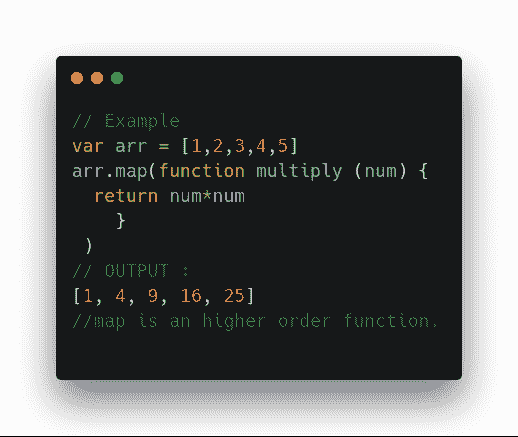 // Example
var arr = [1,2,3,4,5]
arr.map(function multiply (num) {
  return num*num
    }
 )
// OUTPUT :
[1, 4, 9, 16, 25]
//map is an higher order function.